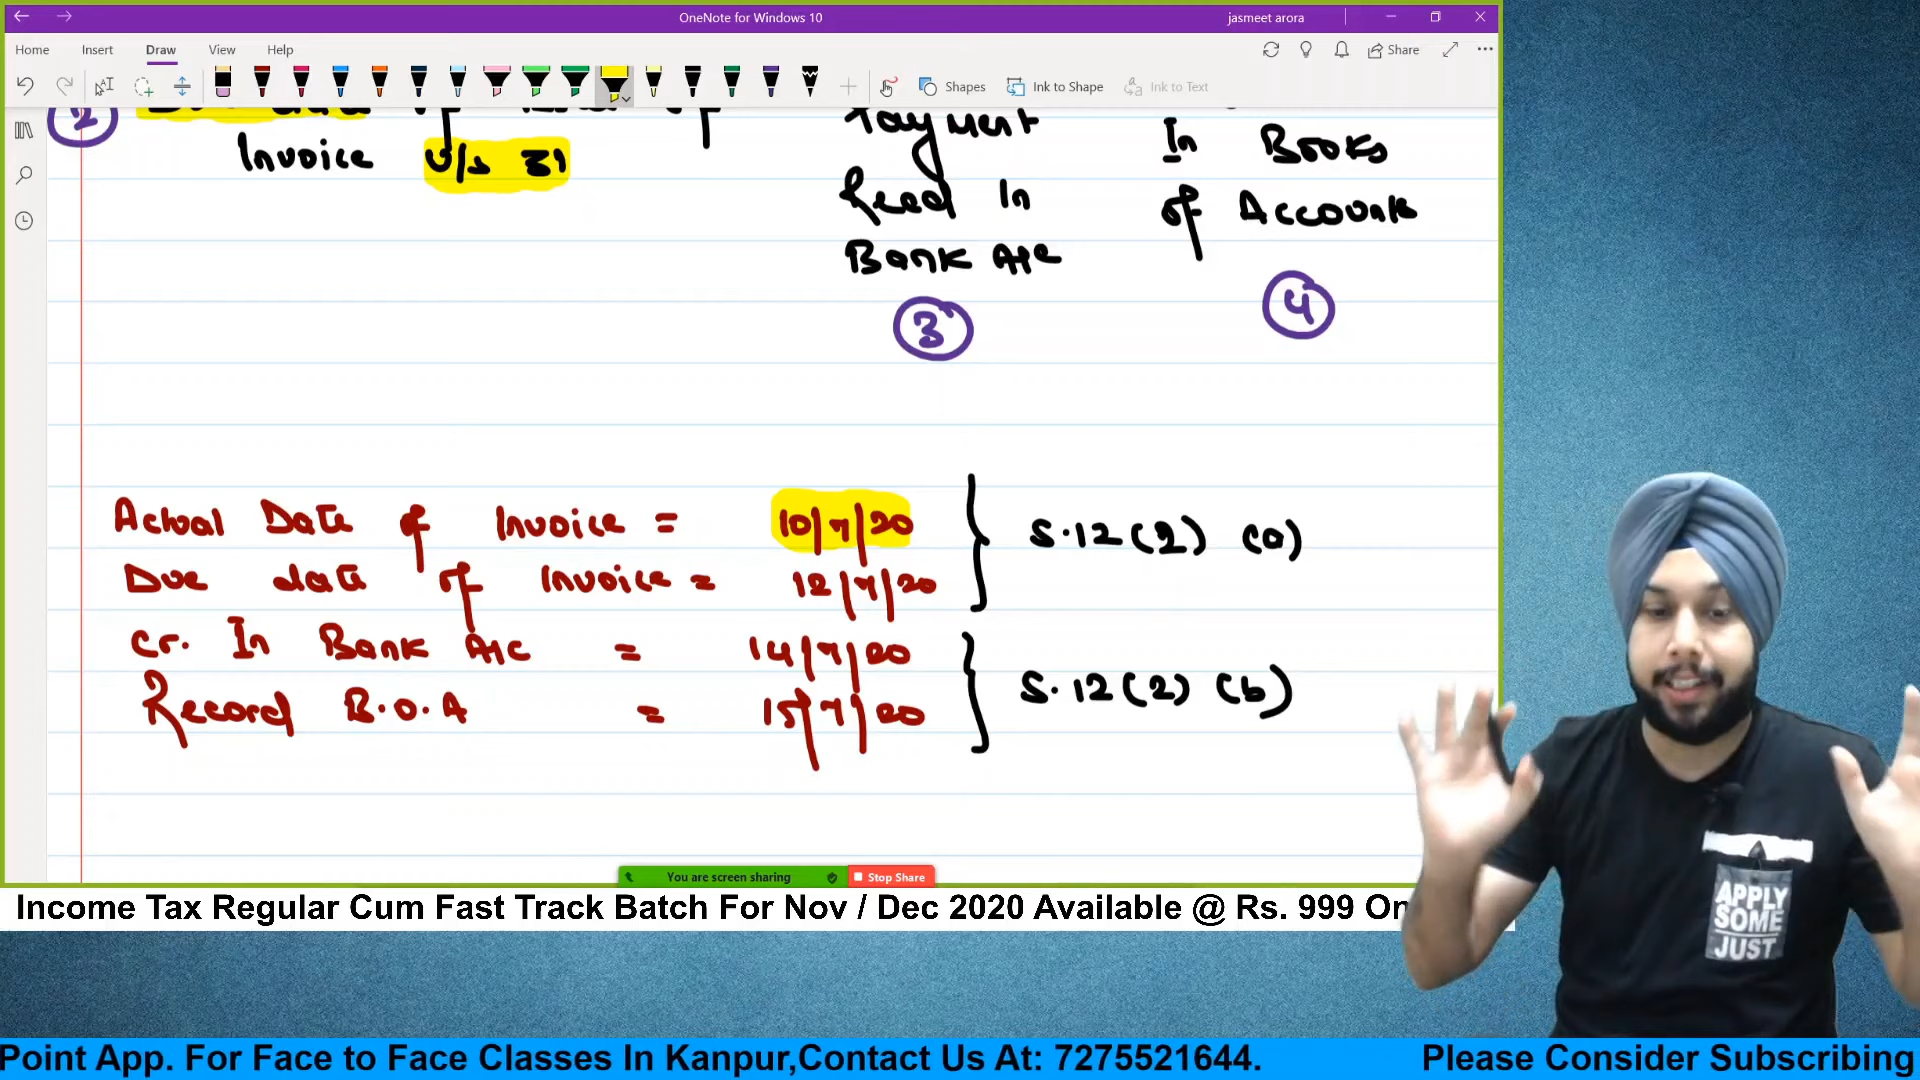 OneNote for Windows 10
jasmeet arora
Home Insert Draw View Help
Share
Shapes Ink to Shape Ink to Text
2
Invoice U/s 31
Payment
Recd In
Bank A/c
3
In Books
of Accounts
4
Actual Date of Invoice = 10/7/20
Due date of Invoice = 12/7/20
S.12(2) (a)
Cr. In Bank A/c = 14/7/20
Record B.O.A = 15/7/20
S.12(2) (b)
You are screen sharing Stop Share
APPLY
SOME
JUST
Income Tax Regular Cum Fast Track Batch For Nov / Dec 2020 Available @ Rs. 999 On
Point App. For Face to Face Classes In Kanpur,Contact Us At: 7275521644. Please Consider Subscribing